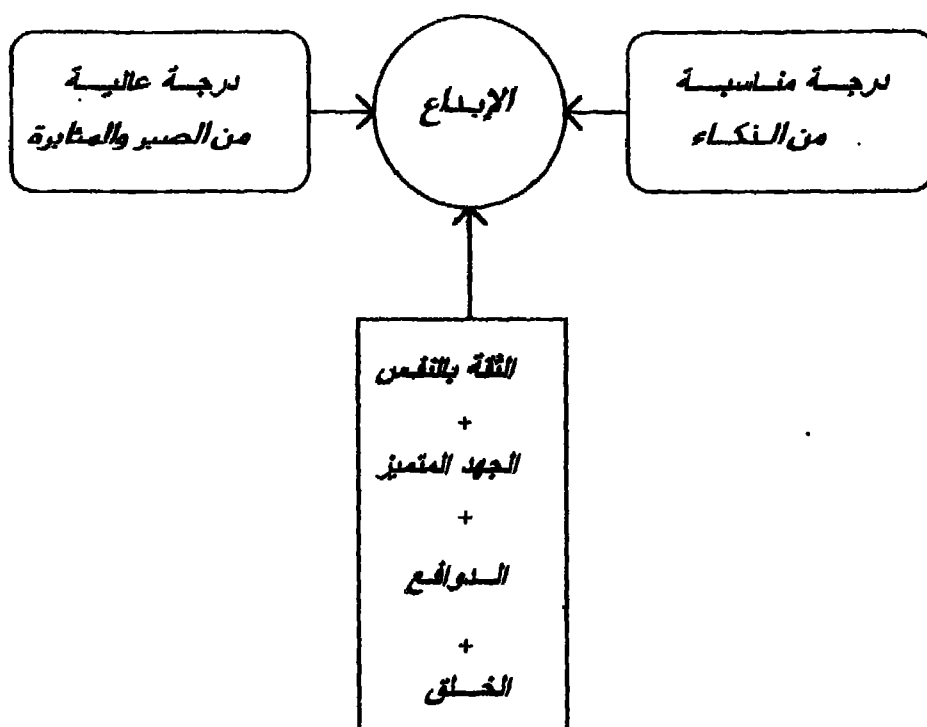 درجة مناسبة
من الذكاء
الإبداع
درجة عالية
من الصبر والمثابرة
الثقة بالنفس
+
الجهد المتميز
+
الدوافع
+
الخلق